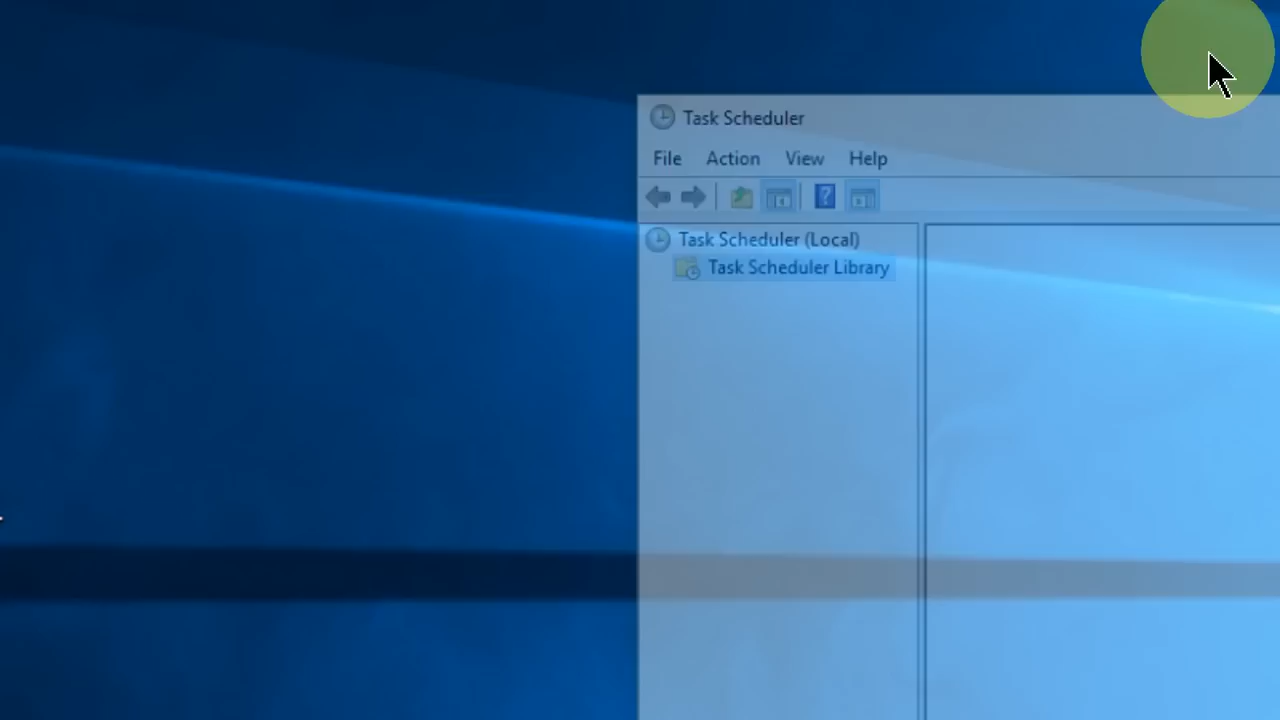 Task Scheduler
File Action View Help
Task Scheduler (Local)
Task Scheduler Library